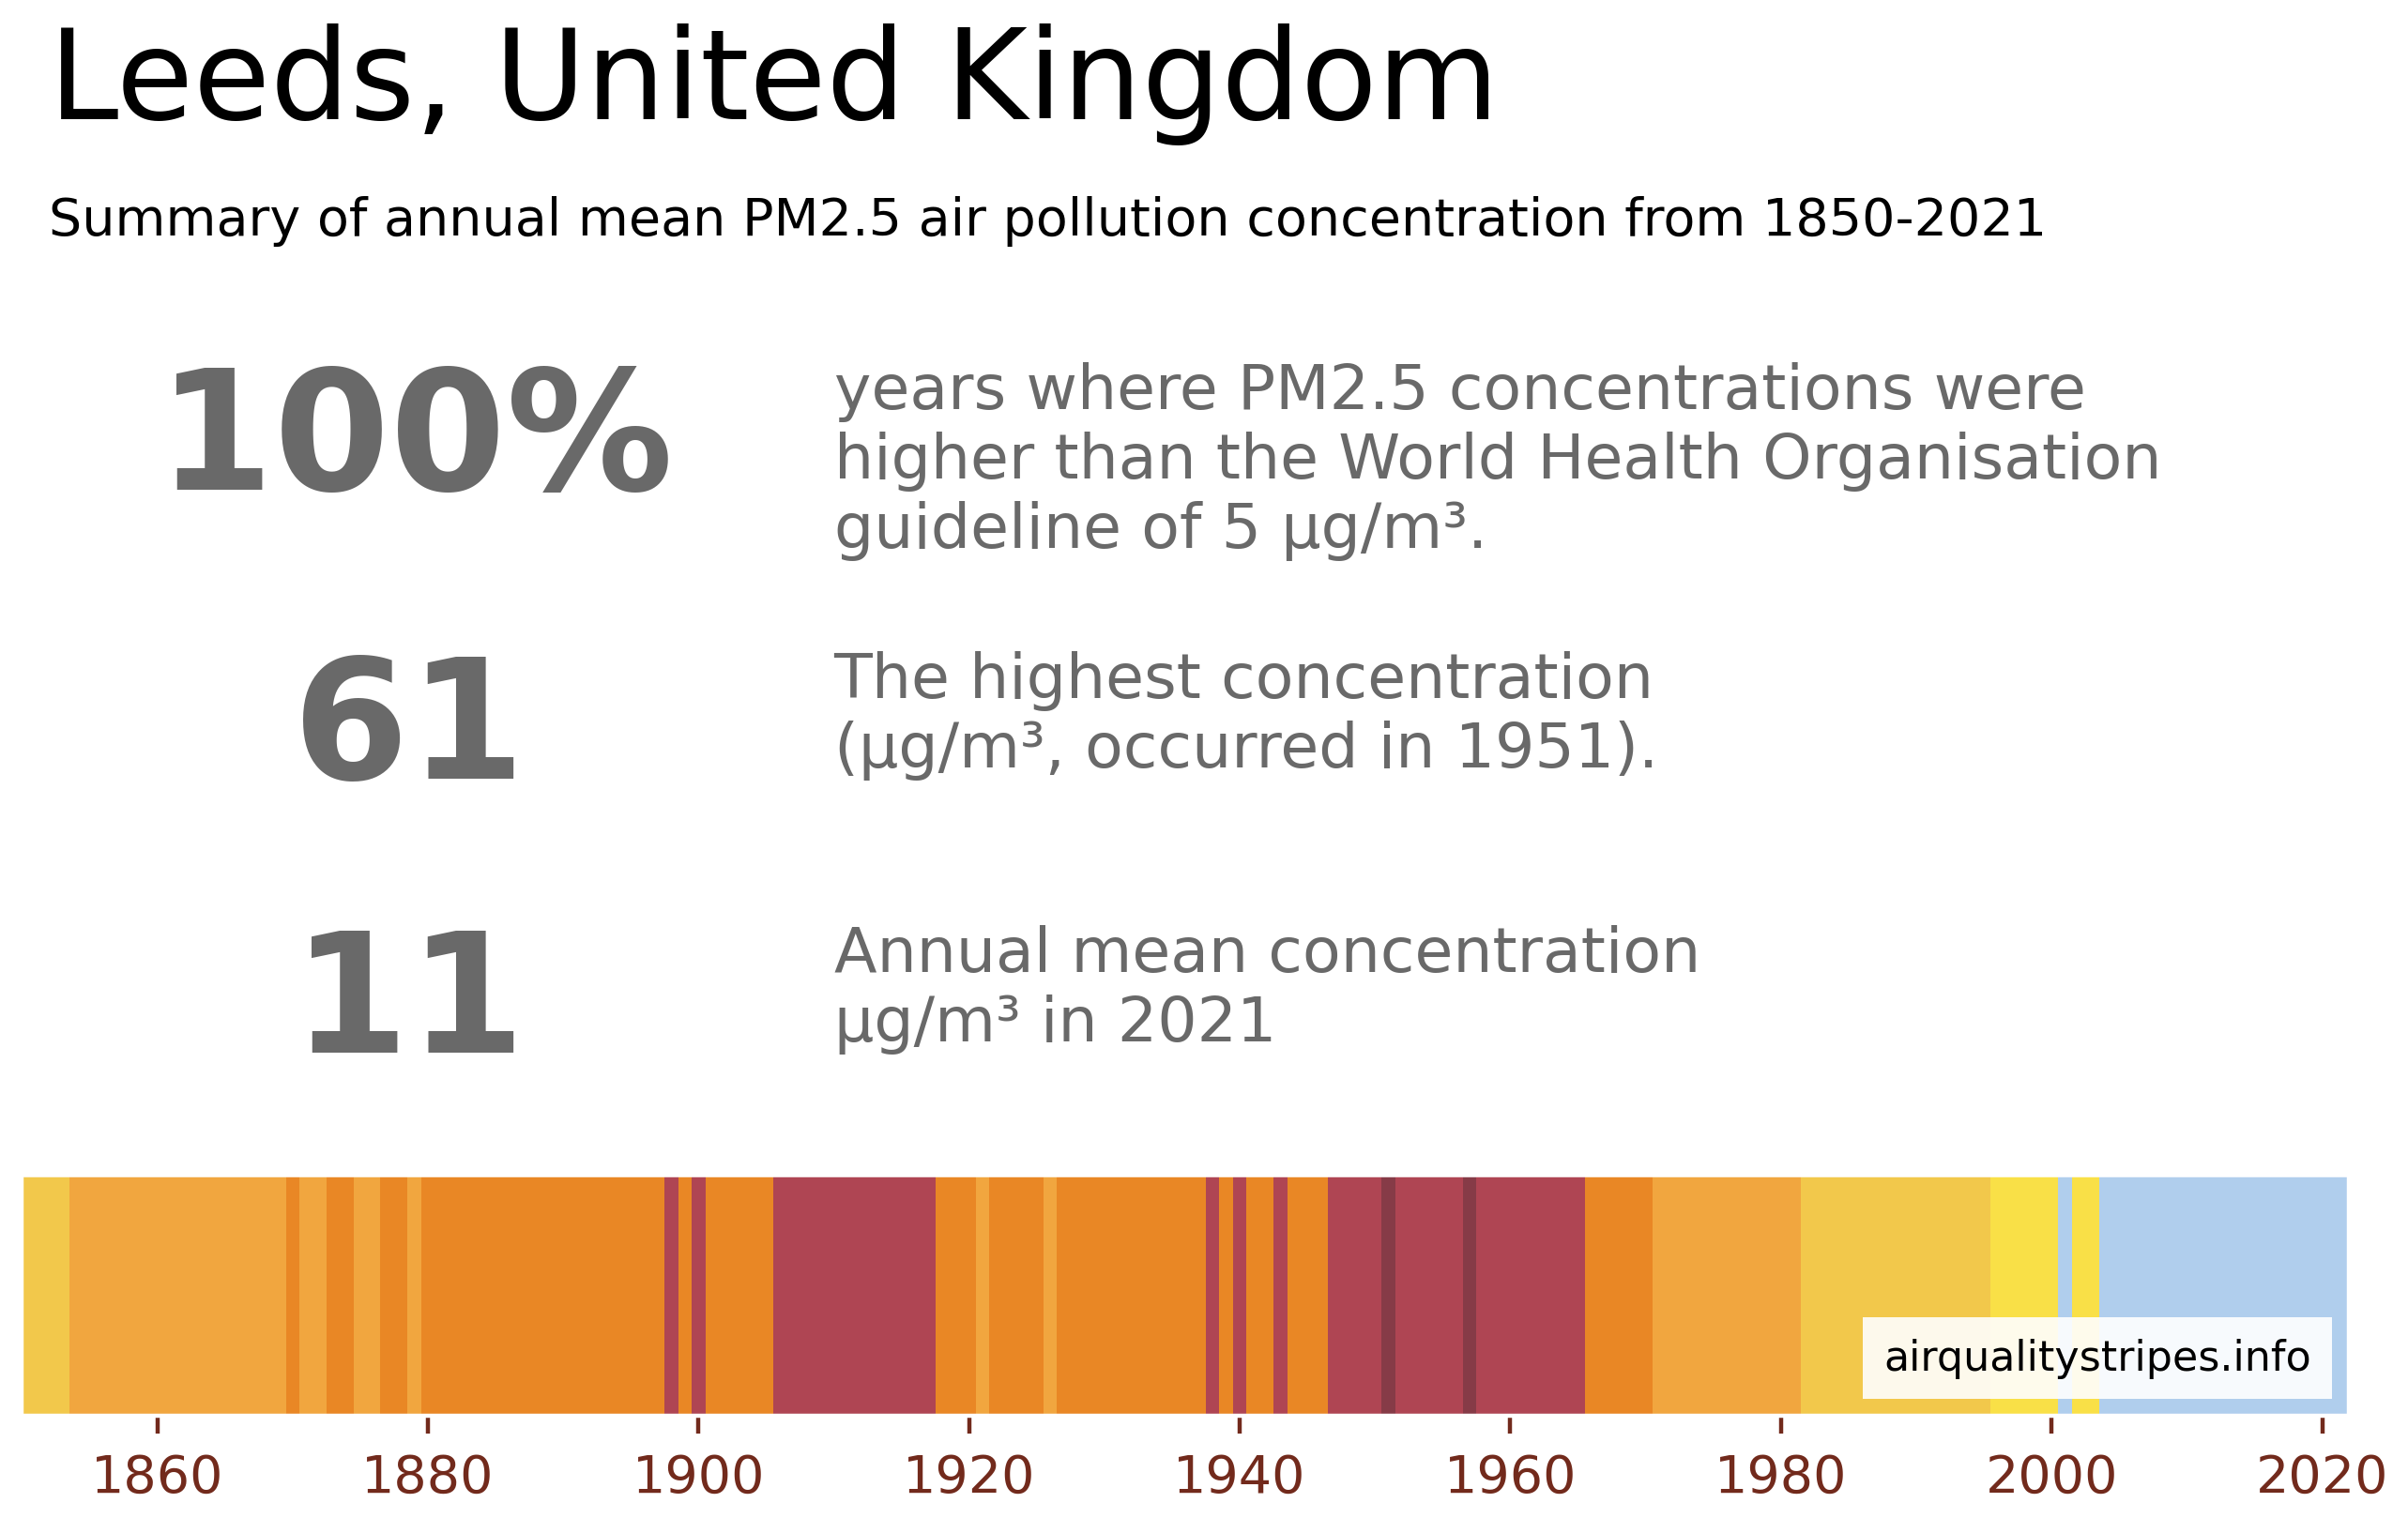 Leeds, United Kingdom
Summary of annual mean PM2.5 air pollution concentration from 1850-2021
100%
years where PM2.5 concentrations were
higher than the World Health Organisation
guideline of 5 µg/m³.
61
The highest concentration
(µg/m³, occurred in 1951).
11
Annual mean concentration
µg/m³ in 2021
airqualitystripes.info
1860 1880 1900 1920 1940 1960 1980 2000 2020